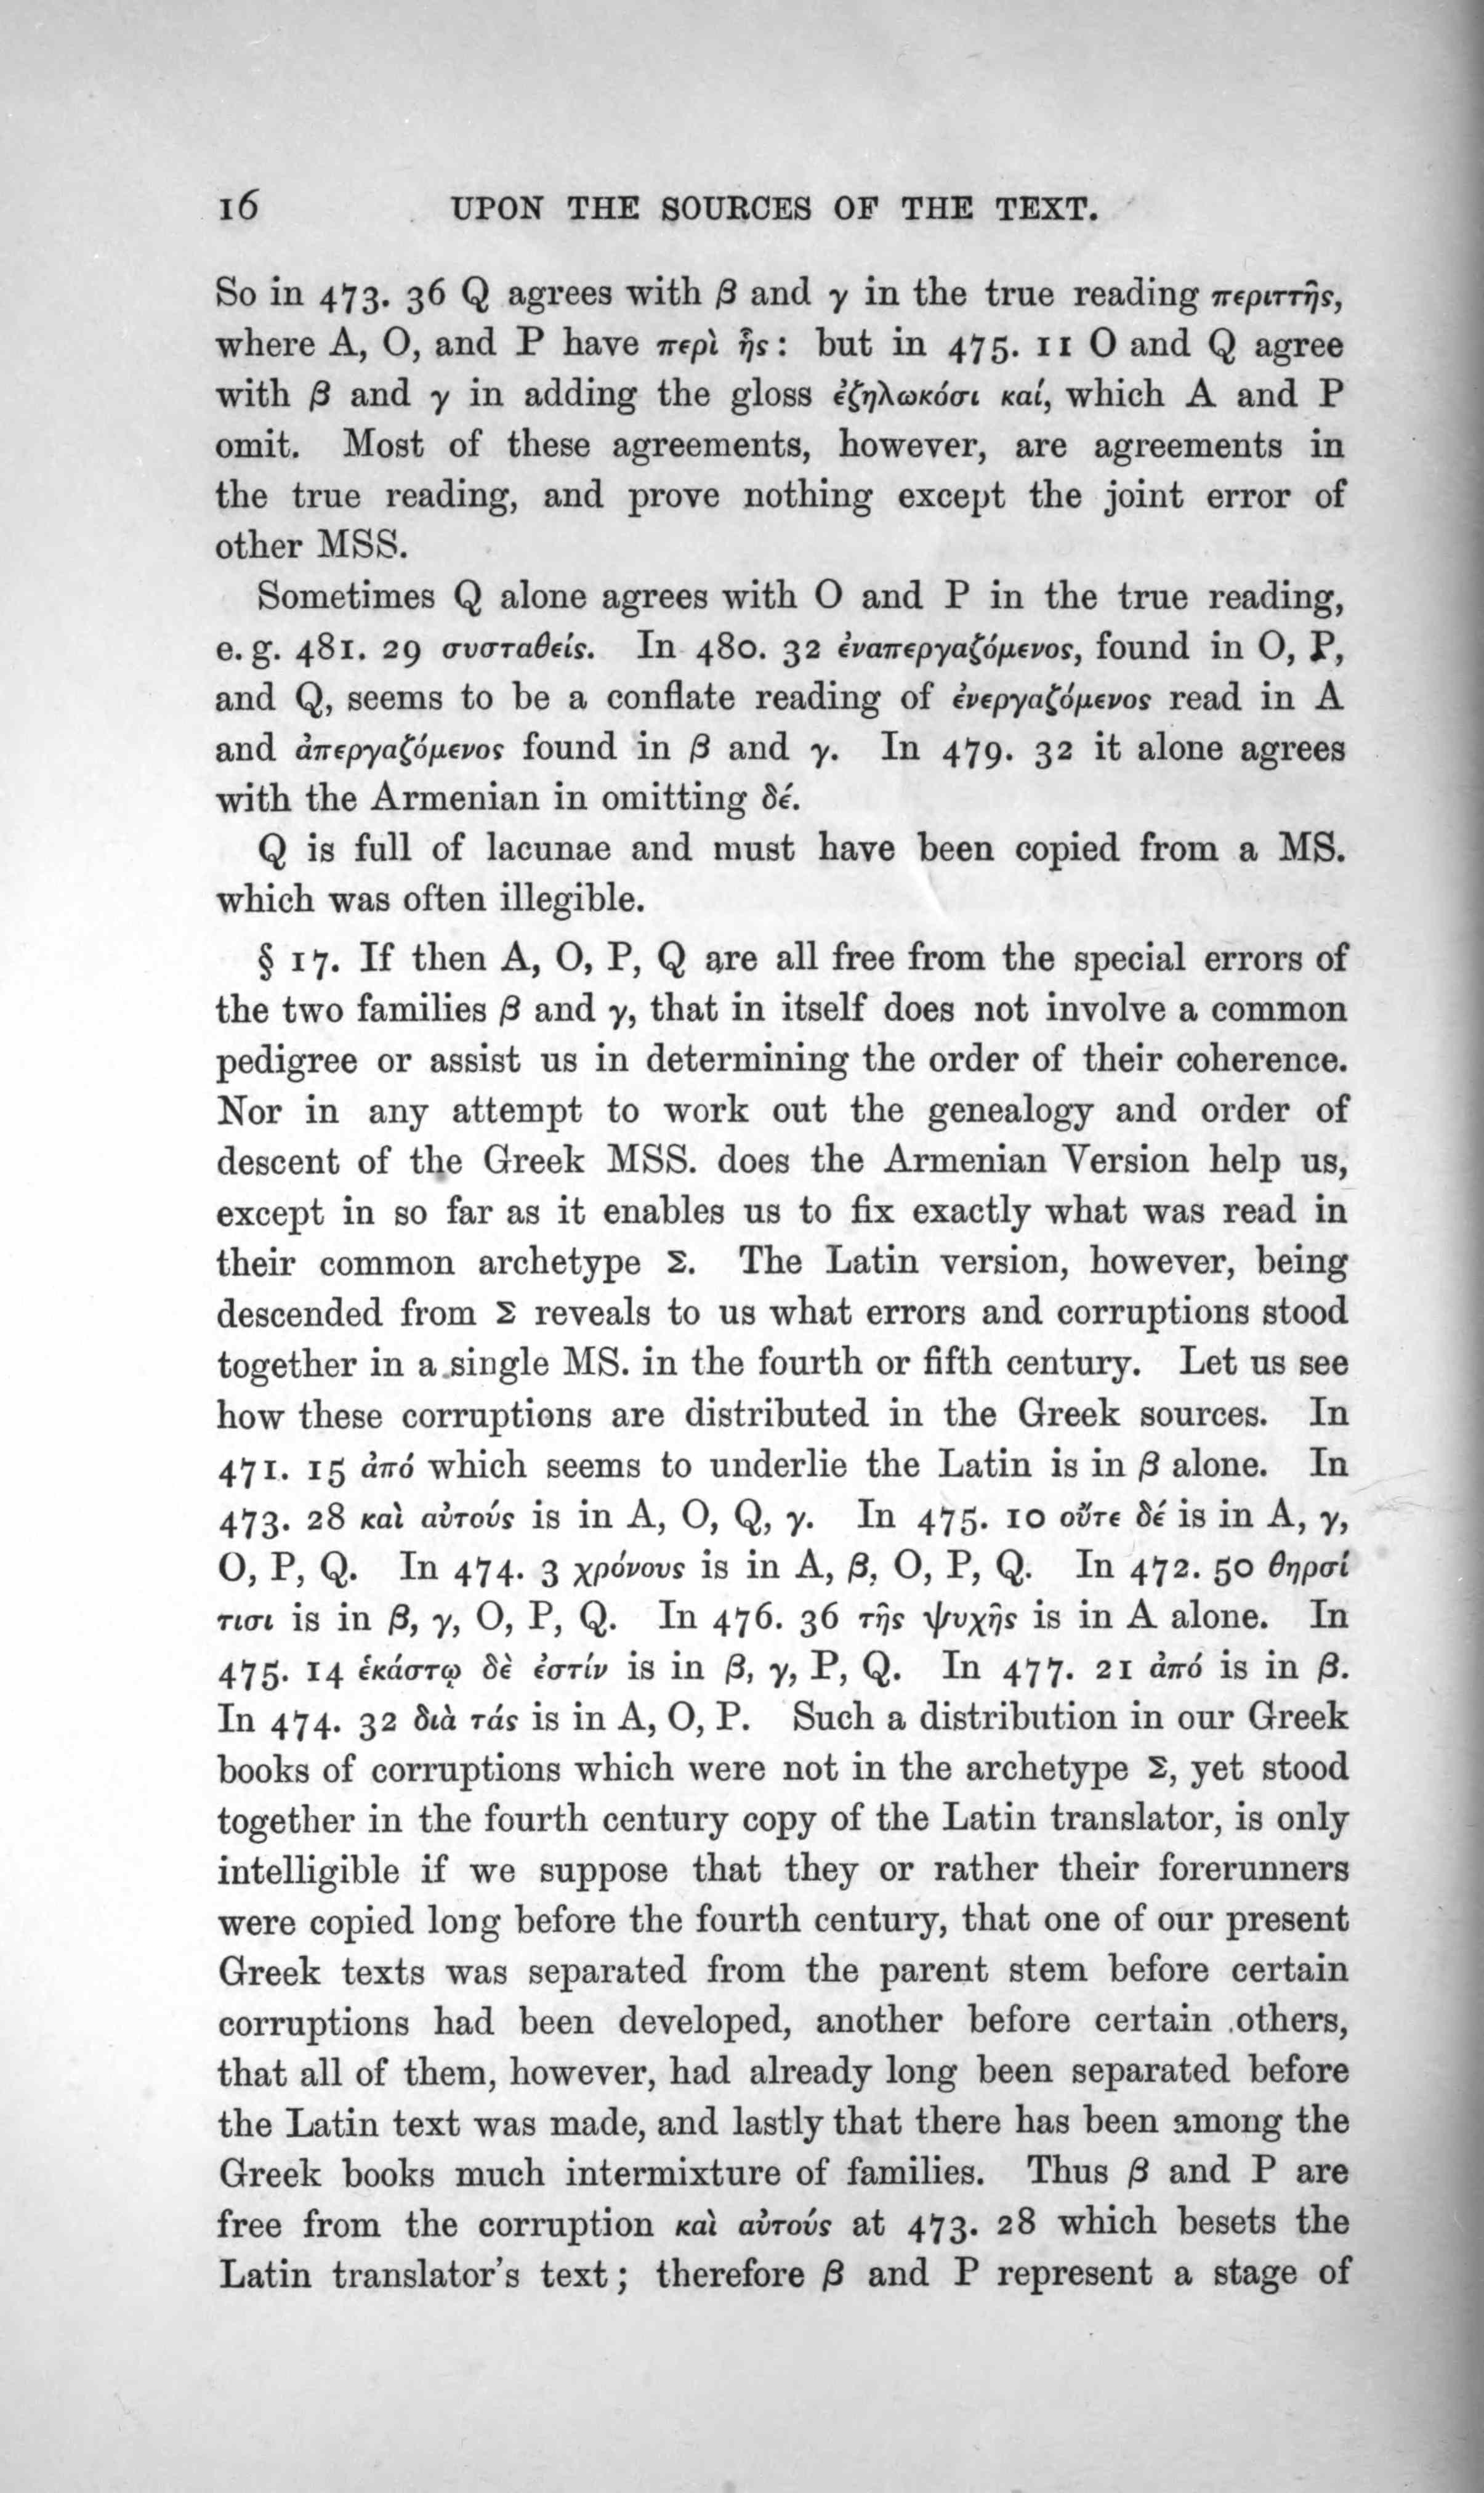 16 UPON THE SOURCES OF THE TEXT.
So in 473. 36 Q agrees with β and γ in the true reading περιττῆς,
where A, O, and P have περὶ ἧς: but in 475. 11 O and Q agree
with β and γ in adding the gloss ἐζηλωκόσι καί, which A and P
omit. Most of these agreements, however, are agreements in
the true reading, and prove nothing except the joint error of
other MSS.
Sometimes Q alone agrees with O and P in the true reading,
e. g. 481. 29 συσταθείς. In 480. 32 ἐναπεργαζόμενος, found in O, P,
and Q, seems to be a conflate reading of ἐνεργαζόμενος read in A
and ἀπεργαζόμενος found in β and γ. In 479. 32 it alone agrees
with the Armenian in omitting δέ.
Q is full of lacunae and must have been copied from a MS.
which was often illegible.
§ 17. If then A, O, P, Q are all free from the special errors of
the two families β and γ, that in itself does not involve a common
pedigree or assist us in determining the order of their coherence.
Nor in any attempt to work out the genealogy and order of
descent of the Greek MSS. does the Armenian Version help us,
except in so far as it enables us to fix exactly what was read in
their common archetype Σ. The Latin version, however, being
descended from Σ reveals to us what errors and corruptions stood
together in a single MS. in the fourth or fifth century. Let us see
how these corruptions are distributed in the Greek sources. In
471. 15 ἀπό which seems to underlie the Latin is in β alone. In
473. 28 καὶ αὐτούς is in A, O, Q, γ. In 475. 10 οὔτε δέ is in A, γ,
O, P, Q. In 474. 3 χρόνους is in A, β, O, P, Q. In 472. 50 θηρσί
τισι is in β, γ, O, P, Q. In 476. 36 τῆς ψυχῆς is in A alone. In
475. 14 ἑκάστῳ δὲ ἐστίν is in β, γ, P, Q. In 477. 21 ἀπό is in β.
In 474. 32 διὰ τάς is in A, O, P. Such a distribution in our Greek
books of corruptions which were not in the archetype Σ, yet stood
together in the fourth century copy of the Latin translator, is only
intelligible if we suppose that they or rather their forerunners
were copied long before the fourth century, that one of our present
Greek texts was separated from the parent stem before certain
corruptions had been developed, another before certain others,
that all of them, however, had already long been separated before
the Latin text was made, and lastly that there has been among the
Greek books much intermixture of families. Thus β and P are
free from the corruption καὶ αὐτούς at 473. 28 which besets the
Latin translator's text; therefore β and P represent a stage of